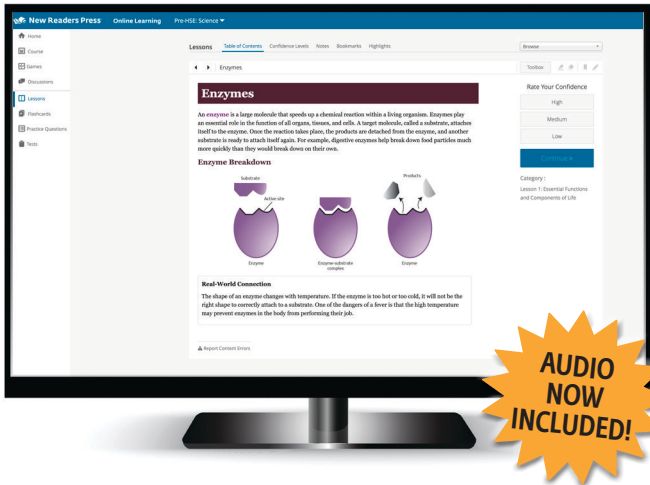 New Readers Press Online Learning Pre-HSE: Science
Home
Course
Games
Discussions
Lessons
Flashcards
Practice Questions
Tests
Lessons Table of Contents Confidence Levels Notes Bookmarks Highlights
Browse
Enzymes
Toolbox
Enzymes
An enzyme is a large molecule that speeds up a chemical reaction within a living organism. Enzymes play
an essential role in the function of all organs, tissues, and cells. A target molecule, called a substrate, attaches
itself to the enzyme. Once the reaction takes place, the products are detached from the enzyme, and another
substrate is ready to attach itself again. For example, digestive enzymes help break down food particles much
more quickly than they would break down on their own.
Enzyme Breakdown
Substrate
Active site
Products
Enzyme
Enzyme-substrate
complex
Enzyme
Real-World Connection
The shape of an enzyme changes with temperature. If the enzyme is too hot or too cold, it will not be the
right shape to correctly attach to a substrate. One of the dangers of a fever is that the high temperature
may prevent enzymes in the body from performing their job.
Report Content Errors
Rate Your Confidence
High
Medium
Low
Continue
Category :
Lesson 1: Essential Functions
and Components of Life
AUDIO
NOW
INCLUDED!